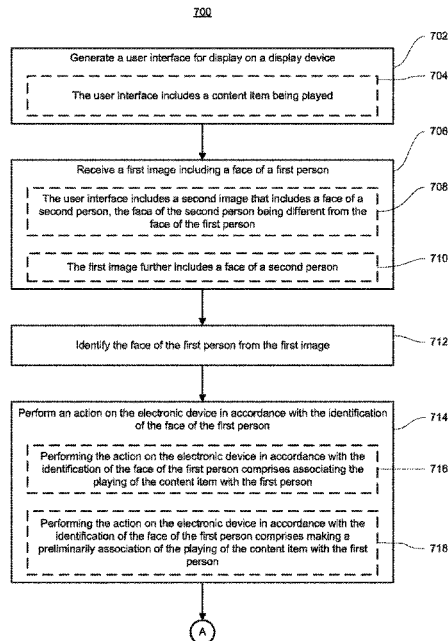 700
702
Generate a user interface for display on a display device
704
The user interface includes a content item being played
706
Receive a first image including a face of a first person
708
The user interface includes a second image that includes a face of a
second person, the face of the second person being different from the
face of the first person
710
The first image further includes a face of a second person
712
Identify the face of the first person from the first image
714
Perform an action on the electronic device in accordance with the identification
of the face of the first person
716
Performing the action on the electronic device in accordance with the
identification of the face of the first person comprises associating the
playing of the content item with the first person
718
Performing the action on the electronic device in accordance with the
identification of the face of the first person comprises making a
preliminarily association of the playing of the content item with the first
person
A